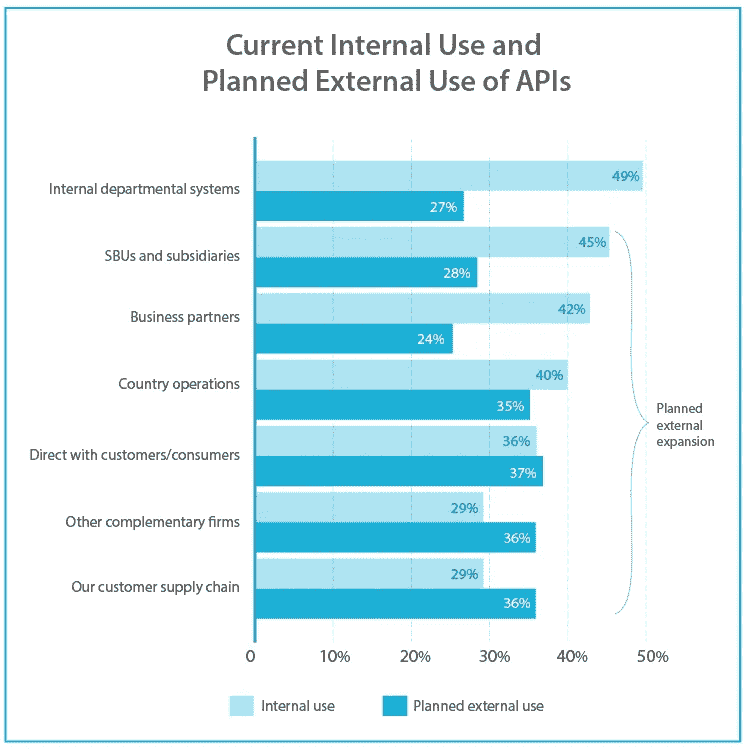 Current Internal Use and
Planned External Use of APIs
Internal departmental systems
49%
27%
SBUs and subsidiaries
45%
28%
Business partners
42%
24%
Country operations
40%
35%
Direct with customers/consumers
36%
37%
Other complementary firms
29%
36%
Our customer supply chain
29%
36%
Planned
external
expansion
0 10% 20% 30% 40% 50%
Internal use Planned external use